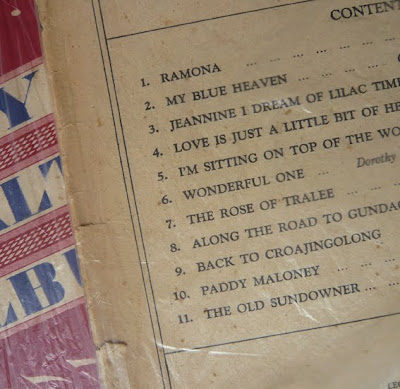 CONTENT
1. RAMONA ... ... ... ... ...
2. MY BLUE HEAVEN ... ... ... ...
3. JEANNINE I DREAM OF LILAC TIM
4. LOVE IS JUST A LITTLE BIT OF HE
5. I'M SITTING ON TOP OF THE WO
6. WONDERFUL ONE ... Dorothy
7. THE ROSE OF TRALEE ... ... ...
8. ALONG THE ROAD TO GUNDAG
9. BACK TO CROAJINGOLONG
10. PADDY MALONEY ... ... ...
11. THE OLD SUNDOWNER ... ...